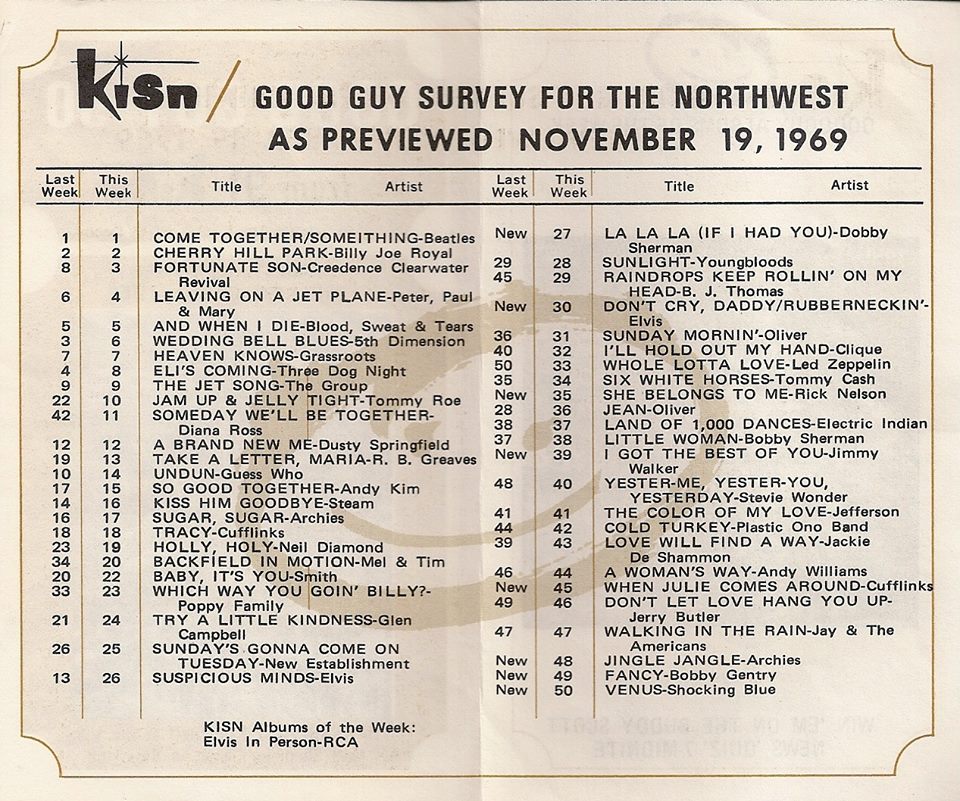 kisn / GOOD GUY SURVEY FOR THE NORTHWEST
AS PREVIEWED NOVEMBER 19, 1969
Last Week This Week Title Artist
1 1 COME TOGETHER/SOMEITHING-Beatles
2 2 CHERRY HILL PARK-Billy Joe Royal
8 3 FORTUNATE SON-Creedence Clearwater
Revival
6 4 LEAVING ON A JET PLANE-Peter, Paul
& Mary
5 5 AND WHEN I DIE-Blood, Sweat & Tears
3 6 WEDDING BELL BLUES-5th Dimension
7 7 HEAVEN KNOWS-Grassroots
4 8 ELI'S COMING-Three Dog Night
9 9 THE JET SONG-The Group
22 10 JAM UP & JELLY TIGHT-Tommy Roe
42 11 SOMEDAY WE'LL BE TOGETHER-
Diana Ross
12 12 A BRAND NEW ME-Dusty Springfield
19 13 TAKE A LETTER, MARIA-R. B. Greaves
10 14 UNDUN-Guess Who
17 15 SO GOOD TOGETHER-Andy Kim
14 16 KISS HIM GOODBYE-Steam
16 17 SUGAR, SUGAR-Archies
18 18 TRACY-Cufflinks
23 19 HOLLY, HOLY-Neil Diamond
34 20 BACKFIELD IN MOTION-Mel & Tim
20 22 BABY, IT'S YOU-Smith
33 23 WHICH WAY YOU GOIN' BILLY?-
Poppy Family
21 24 TRY A LITTLE KINDNESS-Glen
Campbell
26 25 SUNDAY'S GONNA COME ON
TUESDAY-New Establishment
13 26 SUSPICIOUS MINDS-Elvis
KISN Albums of the Week:
Elvis In Person-RCA
Last Week This Week Title Artist
New 27 LA LA LA (IF I HAD YOU)-Dobby
Sherman
29 28 SUNLIGHT-Youngbloods
45 29 RAINDROPS KEEP ROLLIN' ON MY
HEAD-B. J. Thomas
New 30 DON'T CRY, DADDY/RUBBERNECKIN'-
Elvis
36 31 SUNDAY MORNIN'-Oliver
40 32 I'LL HOLD OUT MY HAND-Clique
50 33 WHOLE LOTTA LOVE-Led Zeppelin
35 34 SIX WHITE HORSES-Tommy Cash
New 35 SHE BELONGS TO ME-Rick Nelson
28 36 JEAN-Oliver
38 37 LAND OF 1,000 DANCES-Electric Indian
37 38 LITTLE WOMAN-Bobby Sherman
New 39 I GOT THE BEST OF YOU-Jimmy
Walker
48 40 YESTER-ME, YESTER-YOU,
YESTERDAY-Stevie Wonder
41 41 THE COLOR OF MY LOVE-Jefferson
44 42 COLD TURKEY-Plastic Ono Band
39 43 LOVE WILL FIND A WAY-Jackie
De Shammon
46 44 A WOMAN'S WAY-Andy Williams
New 45 WHEN JULIE COMES AROUND-Cufflinks
49 46 DON'T LET LOVE HANG YOU UP-
Jerry Butler
47 47 WALKING IN THE RAIN-Jay & The
Americans
New 48 JINGLE JANGLE-Archies
New 49 FANCY-Bobby Gentry
New 50 VENUS-Shocking Blue